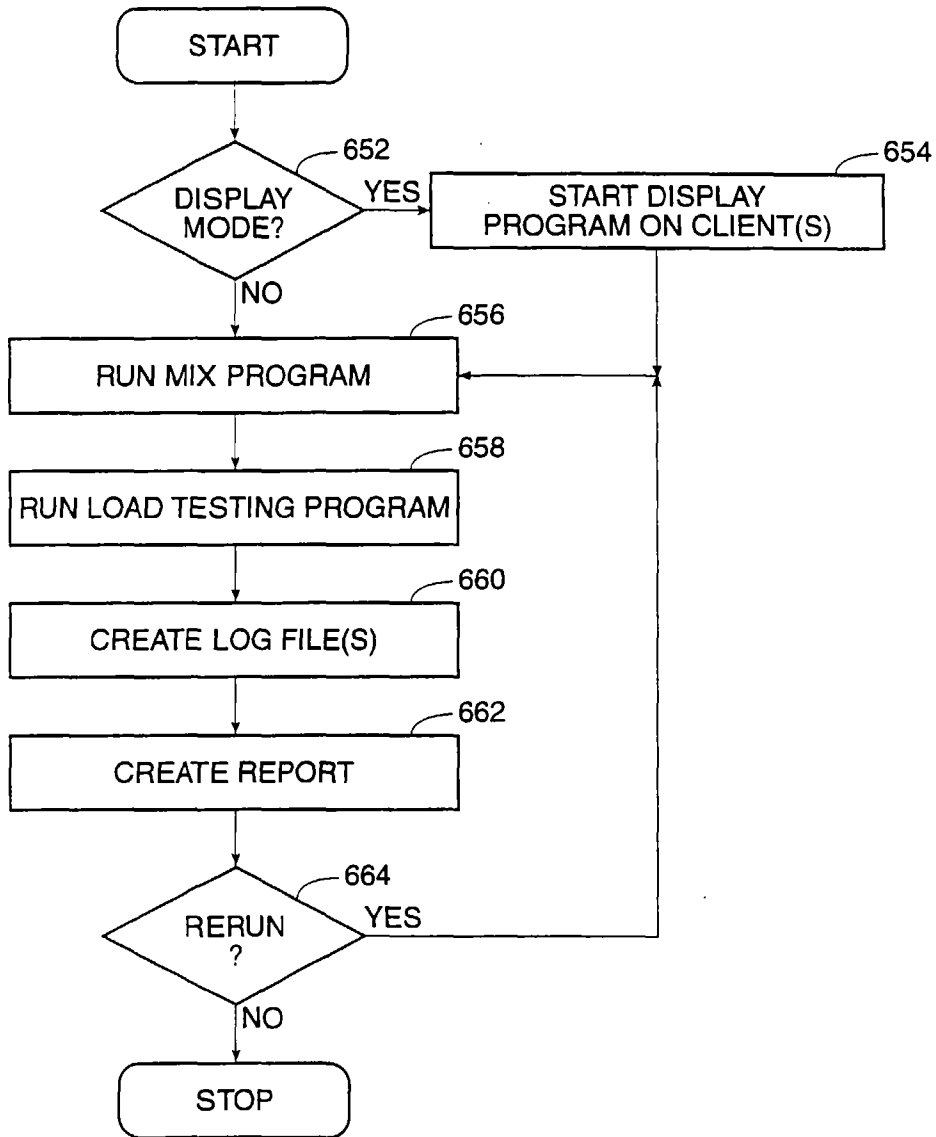 START
652
DISPLAY
MODE?
YES
654
START DISPLAY
PROGRAM ON CLIENT(S)
NO
656
RUN MIX PROGRAM
658
RUN LOAD TESTING PROGRAM
660
CREATE LOG FILE(S)
662
CREATE REPORT
664
RERUN
?
YES
NO
STOP